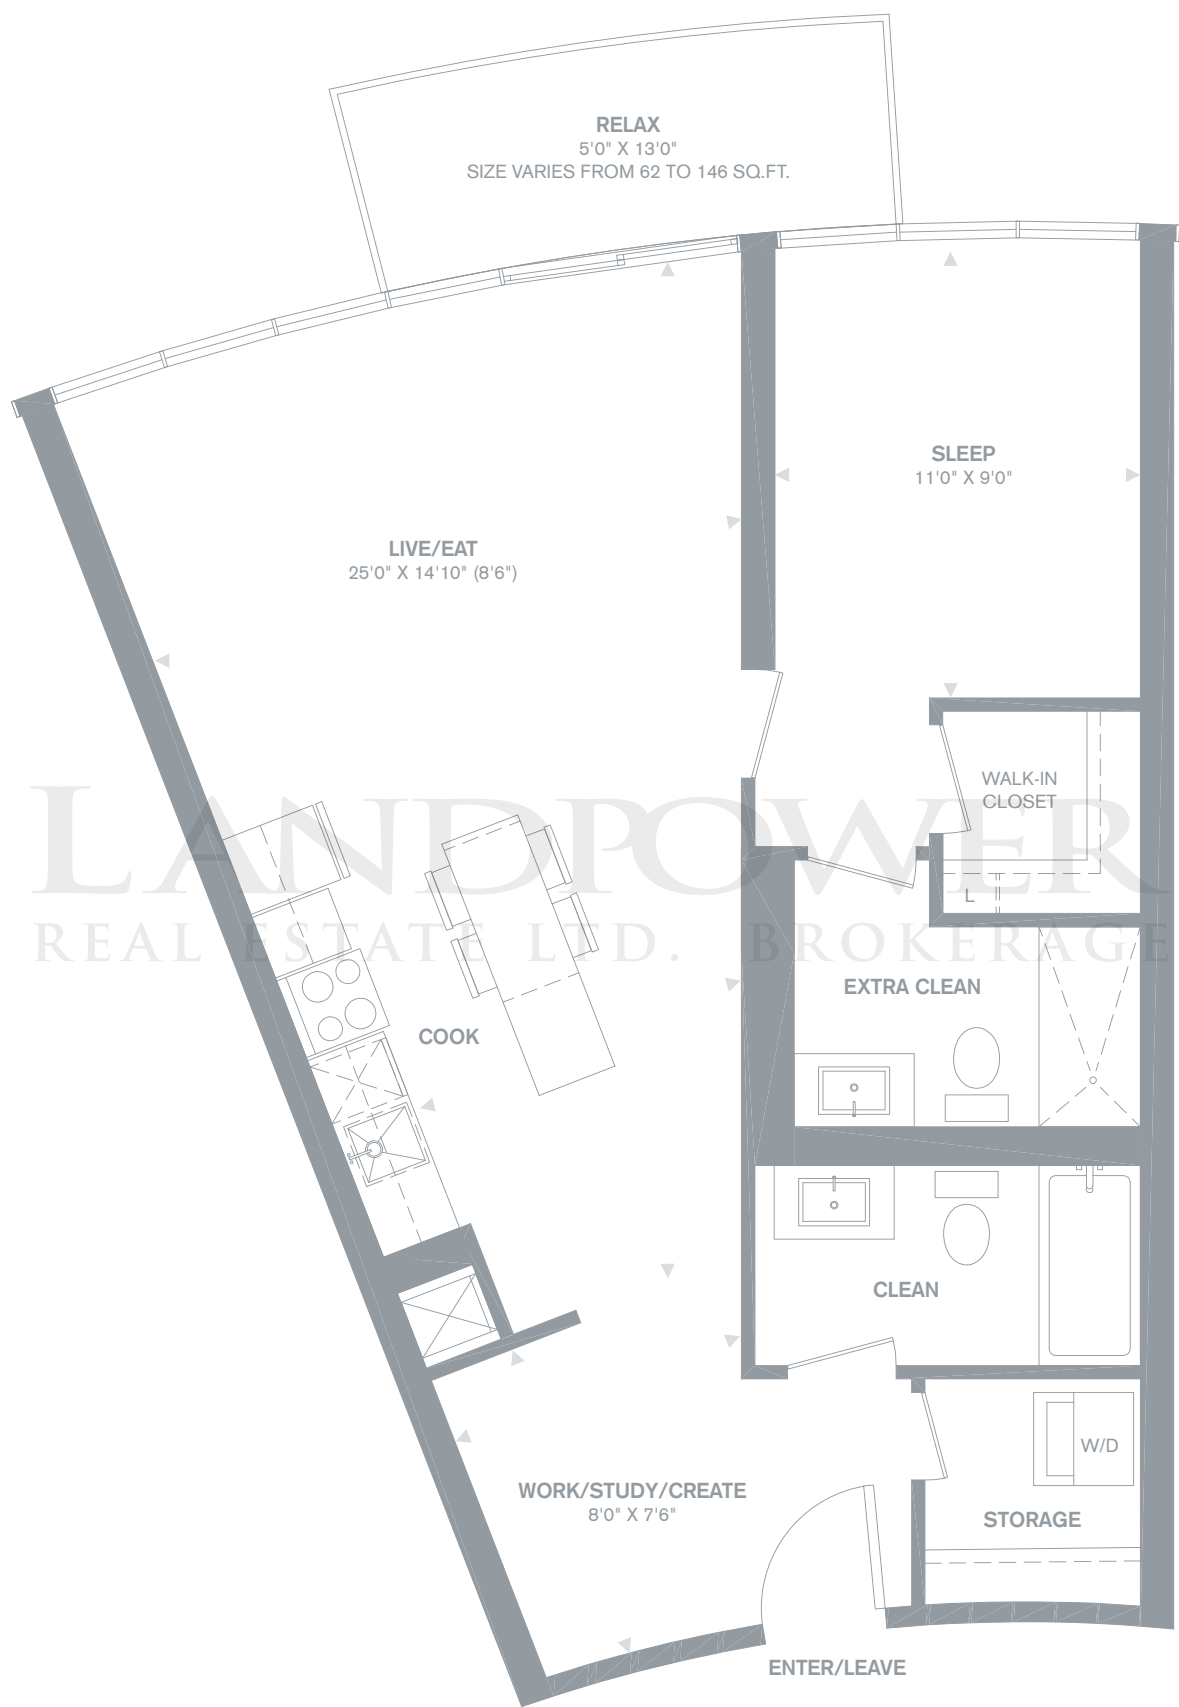 RELAX
5'0" X 13'0"
SIZE VARIES FROM 62 TO 146 SQ.FT.
SLEEP
11'0" X 9'0"
LIVE/EAT
25'0" X 14'10" (8'6")
WALK-IN
CLOSET
LANDPOWER
L
REAL ESTATE LTD. BROKERAGE
EXTRA CLEAN
COOK
CLEAN
W/D
WORK/STUDY/CREATE
8'0" X 7'6"
STORAGE
ENTER/LEAVE